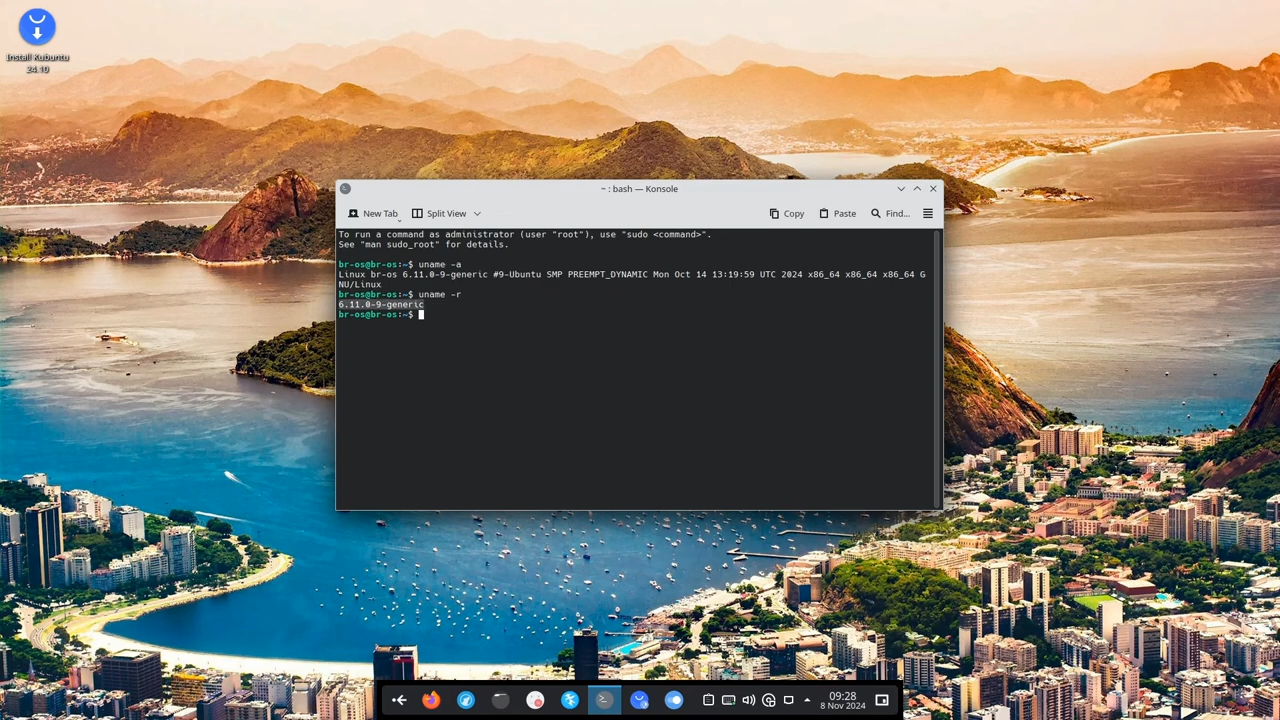 Install Kubuntu
24.10
~ : bash — Konsole
New Tab
Split View
Copy
Paste
Find...
To run a command as administrator (user "root"), use "sudo <command>".
See "man sudo_root" for details.
br-os@br-os:~$ uname -a
Linux br-os 6.11.0-9-generic #9-Ubuntu SMP PREEMPT_DYNAMIC Mon Oct 14 13:19:59 UTC 2024 x86_64 x86_64 x86_64 G
NU/Linux
br-os@br-os:~$ uname -r
6.11.0-9-generic
br-os@br-os:~$
09:28
8 Nov 2024